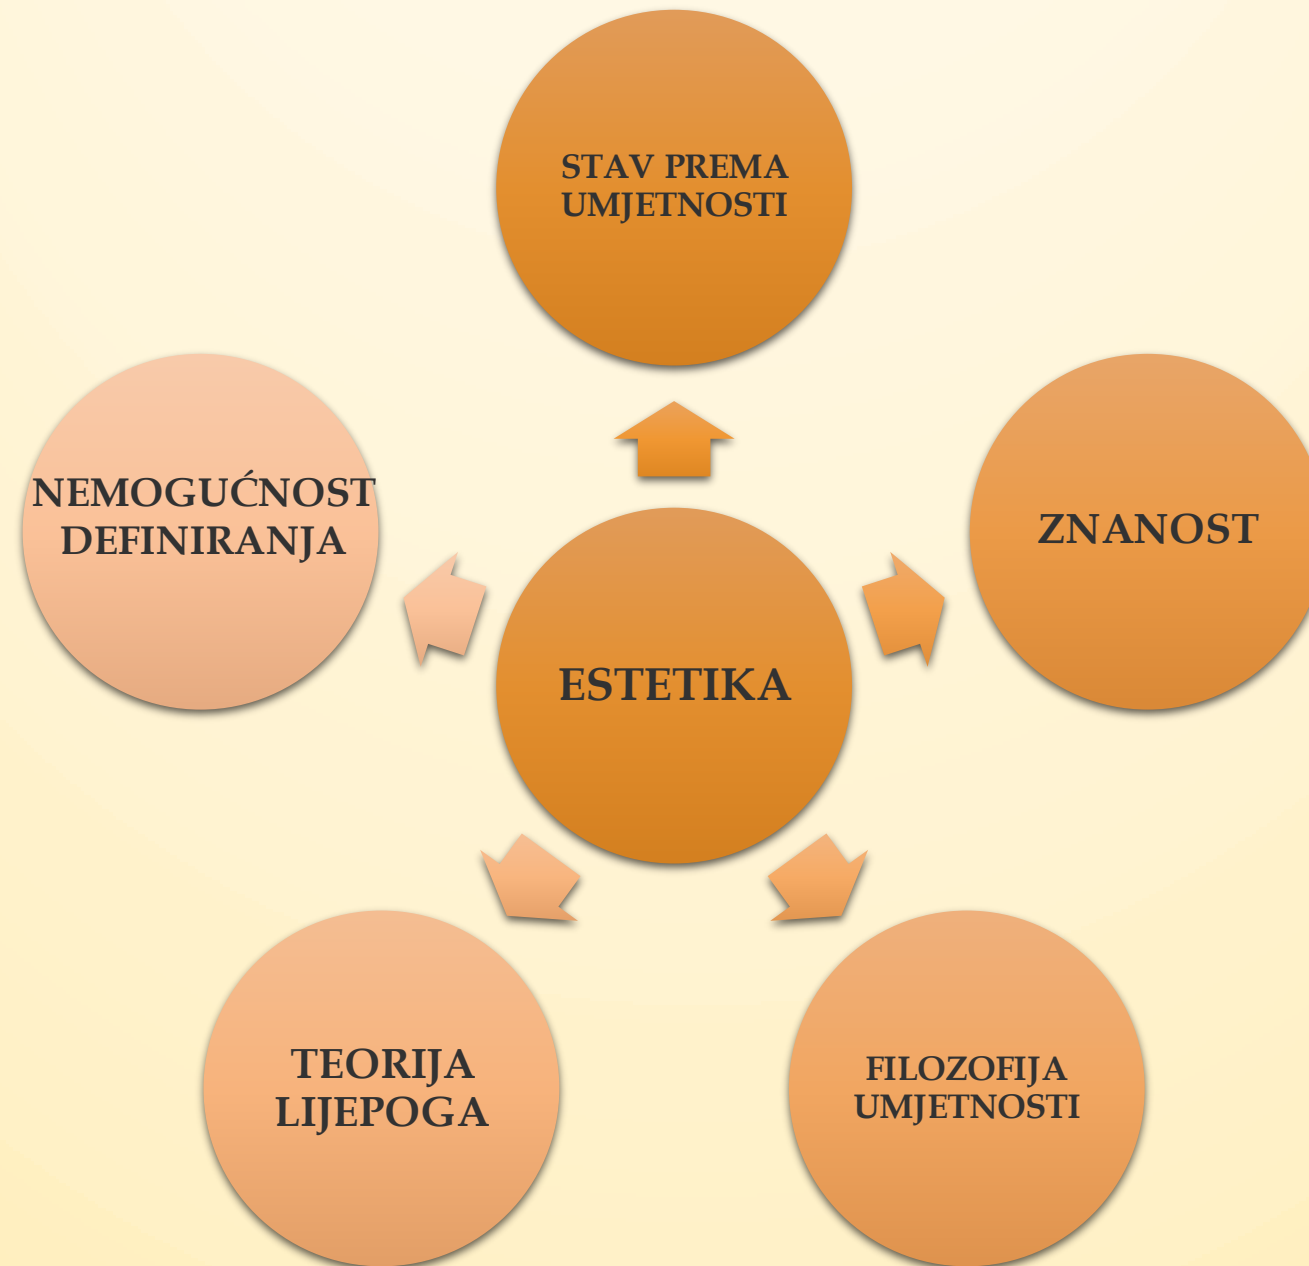 STAV PREMA
UMJETNOSTI
NEMOGUĆNOST
DEFINIRANJA
ZNANOST
ESTETIKA
TEORIJA
LIJEPOGA
FILOZOFIJA
UMJETNOSTI